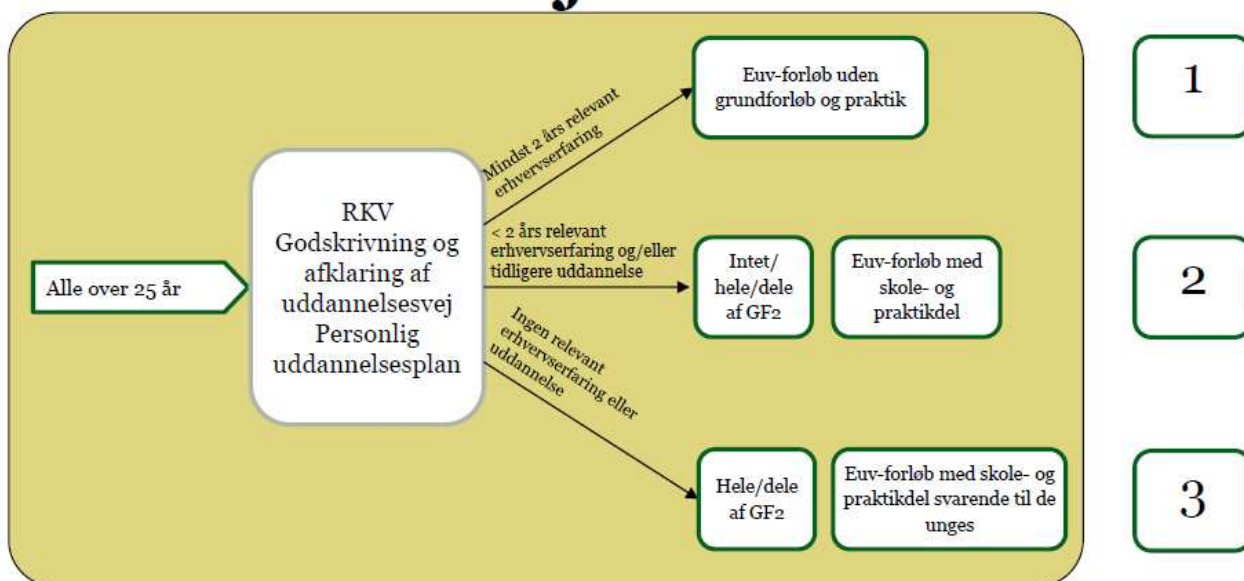 Alle over 25 år
RKV
Godskrivning og
afklaring af
uddannelsesvej
Personlig
uddannelsesplan
Mindst 2 års relevant
erhvervserfaring
Euv-forløb uden
grundforløb og praktik
1
< 2 års relevant
erhvervserfaring og/eller
tidligere uddannelse
Intet/
hele/dele
af GF2
Euv-forløb med
skole- og
praktikdel
2
Ingen relevant
erhvervserfaring eller
uddannelse
Hele/dele
af GF2
Euv-forløb med skole- og
praktikdel svarende til de
unges
3